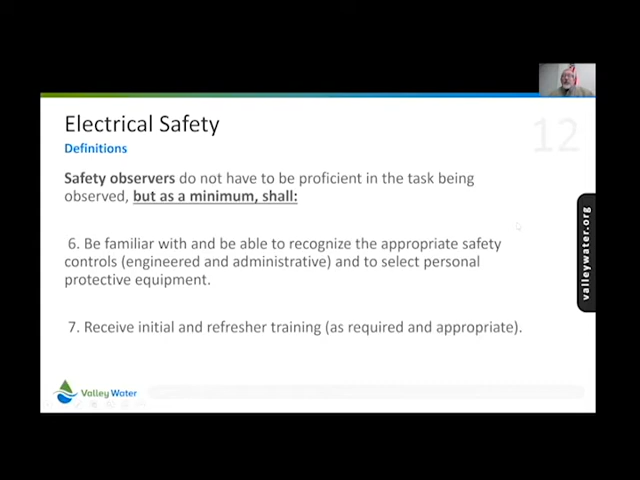 Electrical Safety
12
Definitions
Safety observers do not have to be proficient in the task being
observed, but as a minimum, shall:
6. Be familiar with and be able to recognize the appropriate safety
controls (engineered and administrative) and to select personal
protective equipment.
7. Receive initial and refresher training (as required and appropriate).
valleywater.org
Valley Water